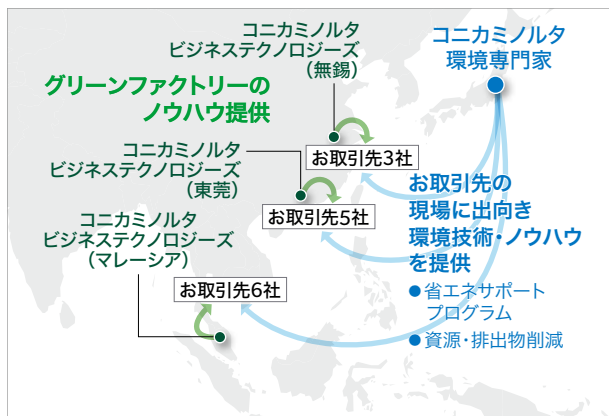 コニカミノルタ
ビジネステクノロジーズ
(無錫)
グリーンファクトリーの
ノウハウ提供
お取引先3社
コニカミノルタ
ビジネステクノロジーズ
(東莞)
お取引先5社
コニカミノルタ
ビジネステクノロジーズ
(マレーシア)
お取引先6社
コニカミノルタ
環境専門家
お取引先の
現場に出向き
環境技術・ノウハウ
を提供
●省エネサポート
プログラム
●資源・排出物削減